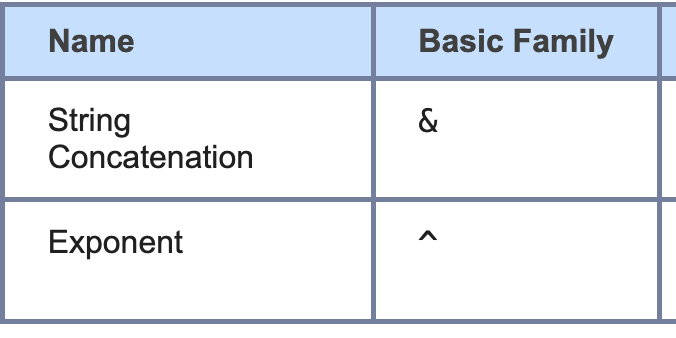 Name
Basic Family
String
Concatenation
&
Exponent
^